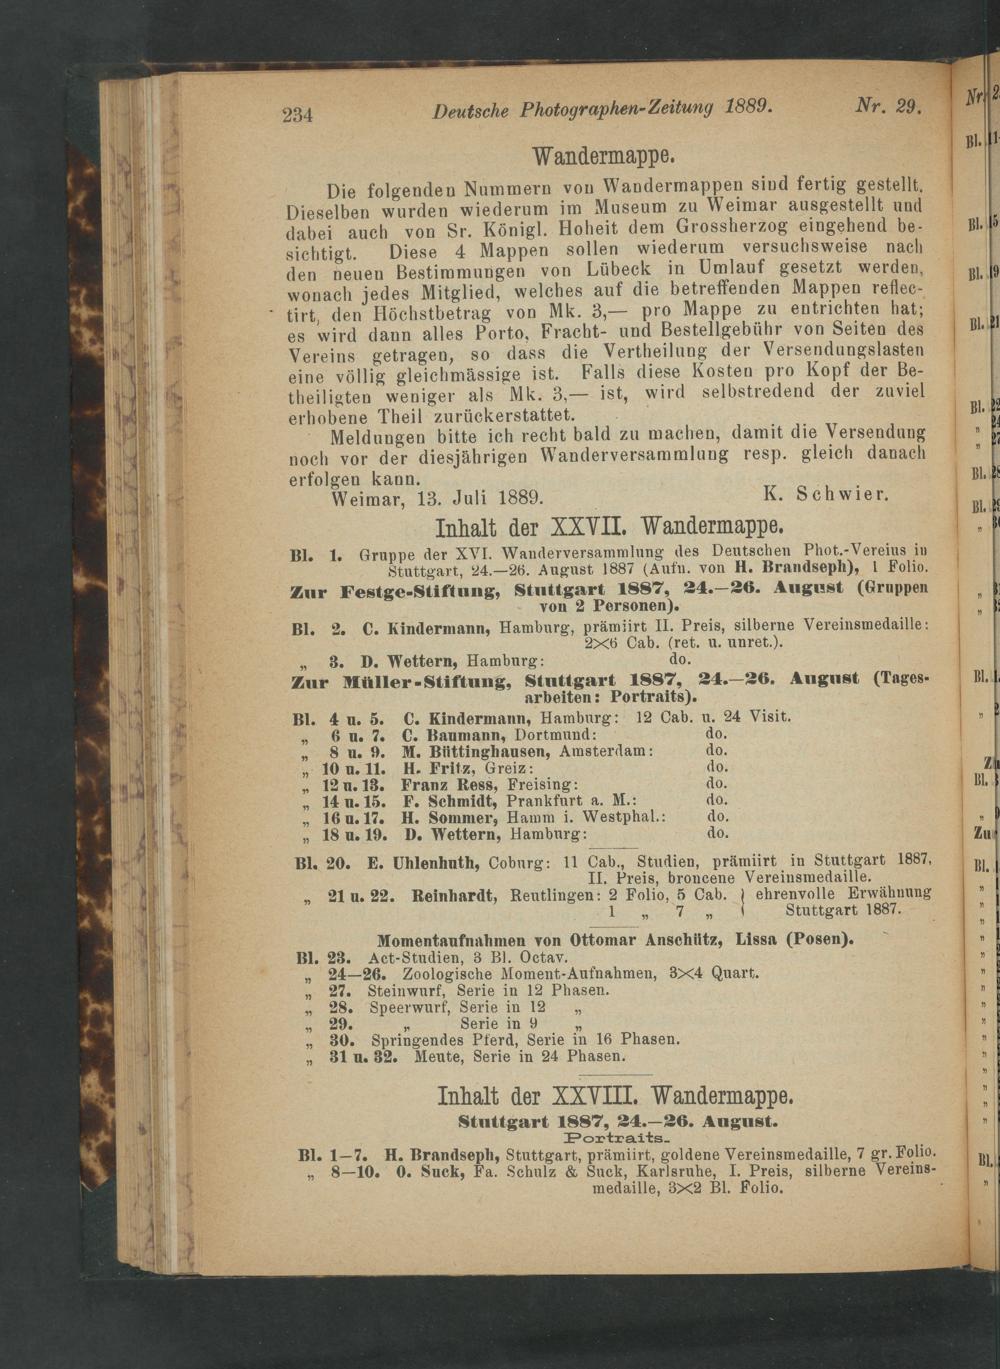 234 Deutsche Photographen-Zeitung 1889. Nr. 29.
Wandermappe.
Die folgenden Nummern von Wandermappen sind fertig gestellt.
Dieselben wurden wiederum im Museum zu Weimar ausgestellt und
dabei auch von Sr. Königl. Hoheit dem Grossherzog eingehend be-
sichtigt. Diese 4 Mappen sollen wiederum versuchsweise nach
den neuen Bestimmungen von Lübeck in Umlauf gesetzt werden,
wonach jedes Mitglied, welches auf die betreffenden Mappen reflec-
tirt, den Höchstbetrag von Mk. 3,— pro Mappe zu entrichten hat;
es wird dann alles Porto, Fracht- und Bestellgebühr von Seiten des
Vereins getragen, so dass die Vertheilung der Versendungslasten
eine völlig gleichmässige ist. Falls diese Kosten pro Kopf der Be-
theiligten weniger als Mk. 3,— ist, wird selbstredend der zuviel
erhobene Theil zurückerstattet.
Meldungen bitte ich recht bald zu machen, damit die Versendung
noch vor der diesjährigen Wanderversammlung resp. gleich danach
erfolgen kann.
Weimar, 13. Juli 1889. K. Schwier.
Inhalt der XXVII. Wandermappe.
Bl. 1. Gruppe der XVI. Wanderversammlung des Deutschen Phot.-Vereins in
Stuttgart, 24.—26. August 1887 (Aufn. von H. Brandseph), 1 Folio.
Zur Festge-Stiftung, Stuttgart 1887, 24.—26. August (Gruppen
von 2 Personen).
Bl. 2. C. Kindermann, Hamburg, prämiirt II. Preis, silberne Vereinsmedaille:
2×6 Cab. (ret. u. unret.).
„ 3. D. Wettern, Hamburg: do.
Zur Müller-Stiftung, Stuttgart 1887, 24.—26. August (Tages-
arbeiten: Portraits).
Bl. 4 u. 5. C. Kindermann, Hamburg: 12 Cab. u. 24 Visit.
„ 6 u. 7. C. Baumann, Dortmund: do.
„ 8 u. 9. M. Büttinghausen, Amsterdam: do.
„ 10 u. 11. H. Fritz, Greiz: do.
„ 12 u. 13. Franz Ress, Freising: do.
„ 14 u. 15. F. Schmidt, Prankfurt a. M.: do.
„ 16 u. 17. H. Sommer, Hamm i. Westphal.: do.
„ 18 u. 19. D. Wettern, Hamburg: do.
Bl. 20. E. Uhlenhuth, Coburg: 11 Cab., Studien, prämiirt in Stuttgart 1887,
II. Preis, broncene Vereinsmedaille.
„ 21 u. 22. Reinhardt, Reutlingen: 2 Folio, 5 Cab. } ehrenvolle Erwähnung
1 „ 7 „ } Stuttgart 1887.
Momentaufnahmen von Ottomar Anschütz, Lissa (Posen).
Bl. 23. Act-Studien, 3 Bl. Octav.
„ 24—26. Zoologische Moment-Aufnahmen, 3×4 Quart.
„ 27. Steinwurf, Serie in 12 Phasen.
„ 28. Speerwurf, Serie in 12 „
„ 29. „ Serie in 9 „
„ 30. Springendes Pferd, Serie in 16 Phasen.
„ 31 u. 32. Meute, Serie in 24 Phasen.
Inhalt der XXVIII. Wandermappe.
Stuttgart 1887, 24.—26. August.
Portraits.
Bl. 1—7. H. Brandseph, Stuttgart, prämiirt, goldene Vereinsmedaille, 7 gr. Folio.
„ 8—10. O. Suck, Fa. Schulz & Suck, Karlsruhe, I. Preis, silberne Vereins-
medaille, 3×2 Bl. Folio.